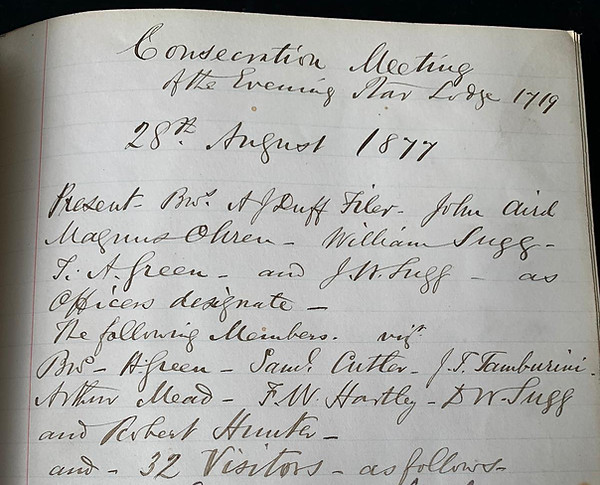 Consecration Meeting
of the Evening Star Lodge 1719
28th August 1877
Present - Brs. A J Duff Filer - John Aird
Magnus Ohren - William Sugg -
T. A. Green - and J. W. Sugg - as
Officers designate -
The following Members. vizt
Brs - H. Green - Saml. Cutler - J. T. Tamburini -
Arthur Mead - F. W. Hartley - D W. Sugg
and Robert Hunter -
and - 32 Visitors - as follows -